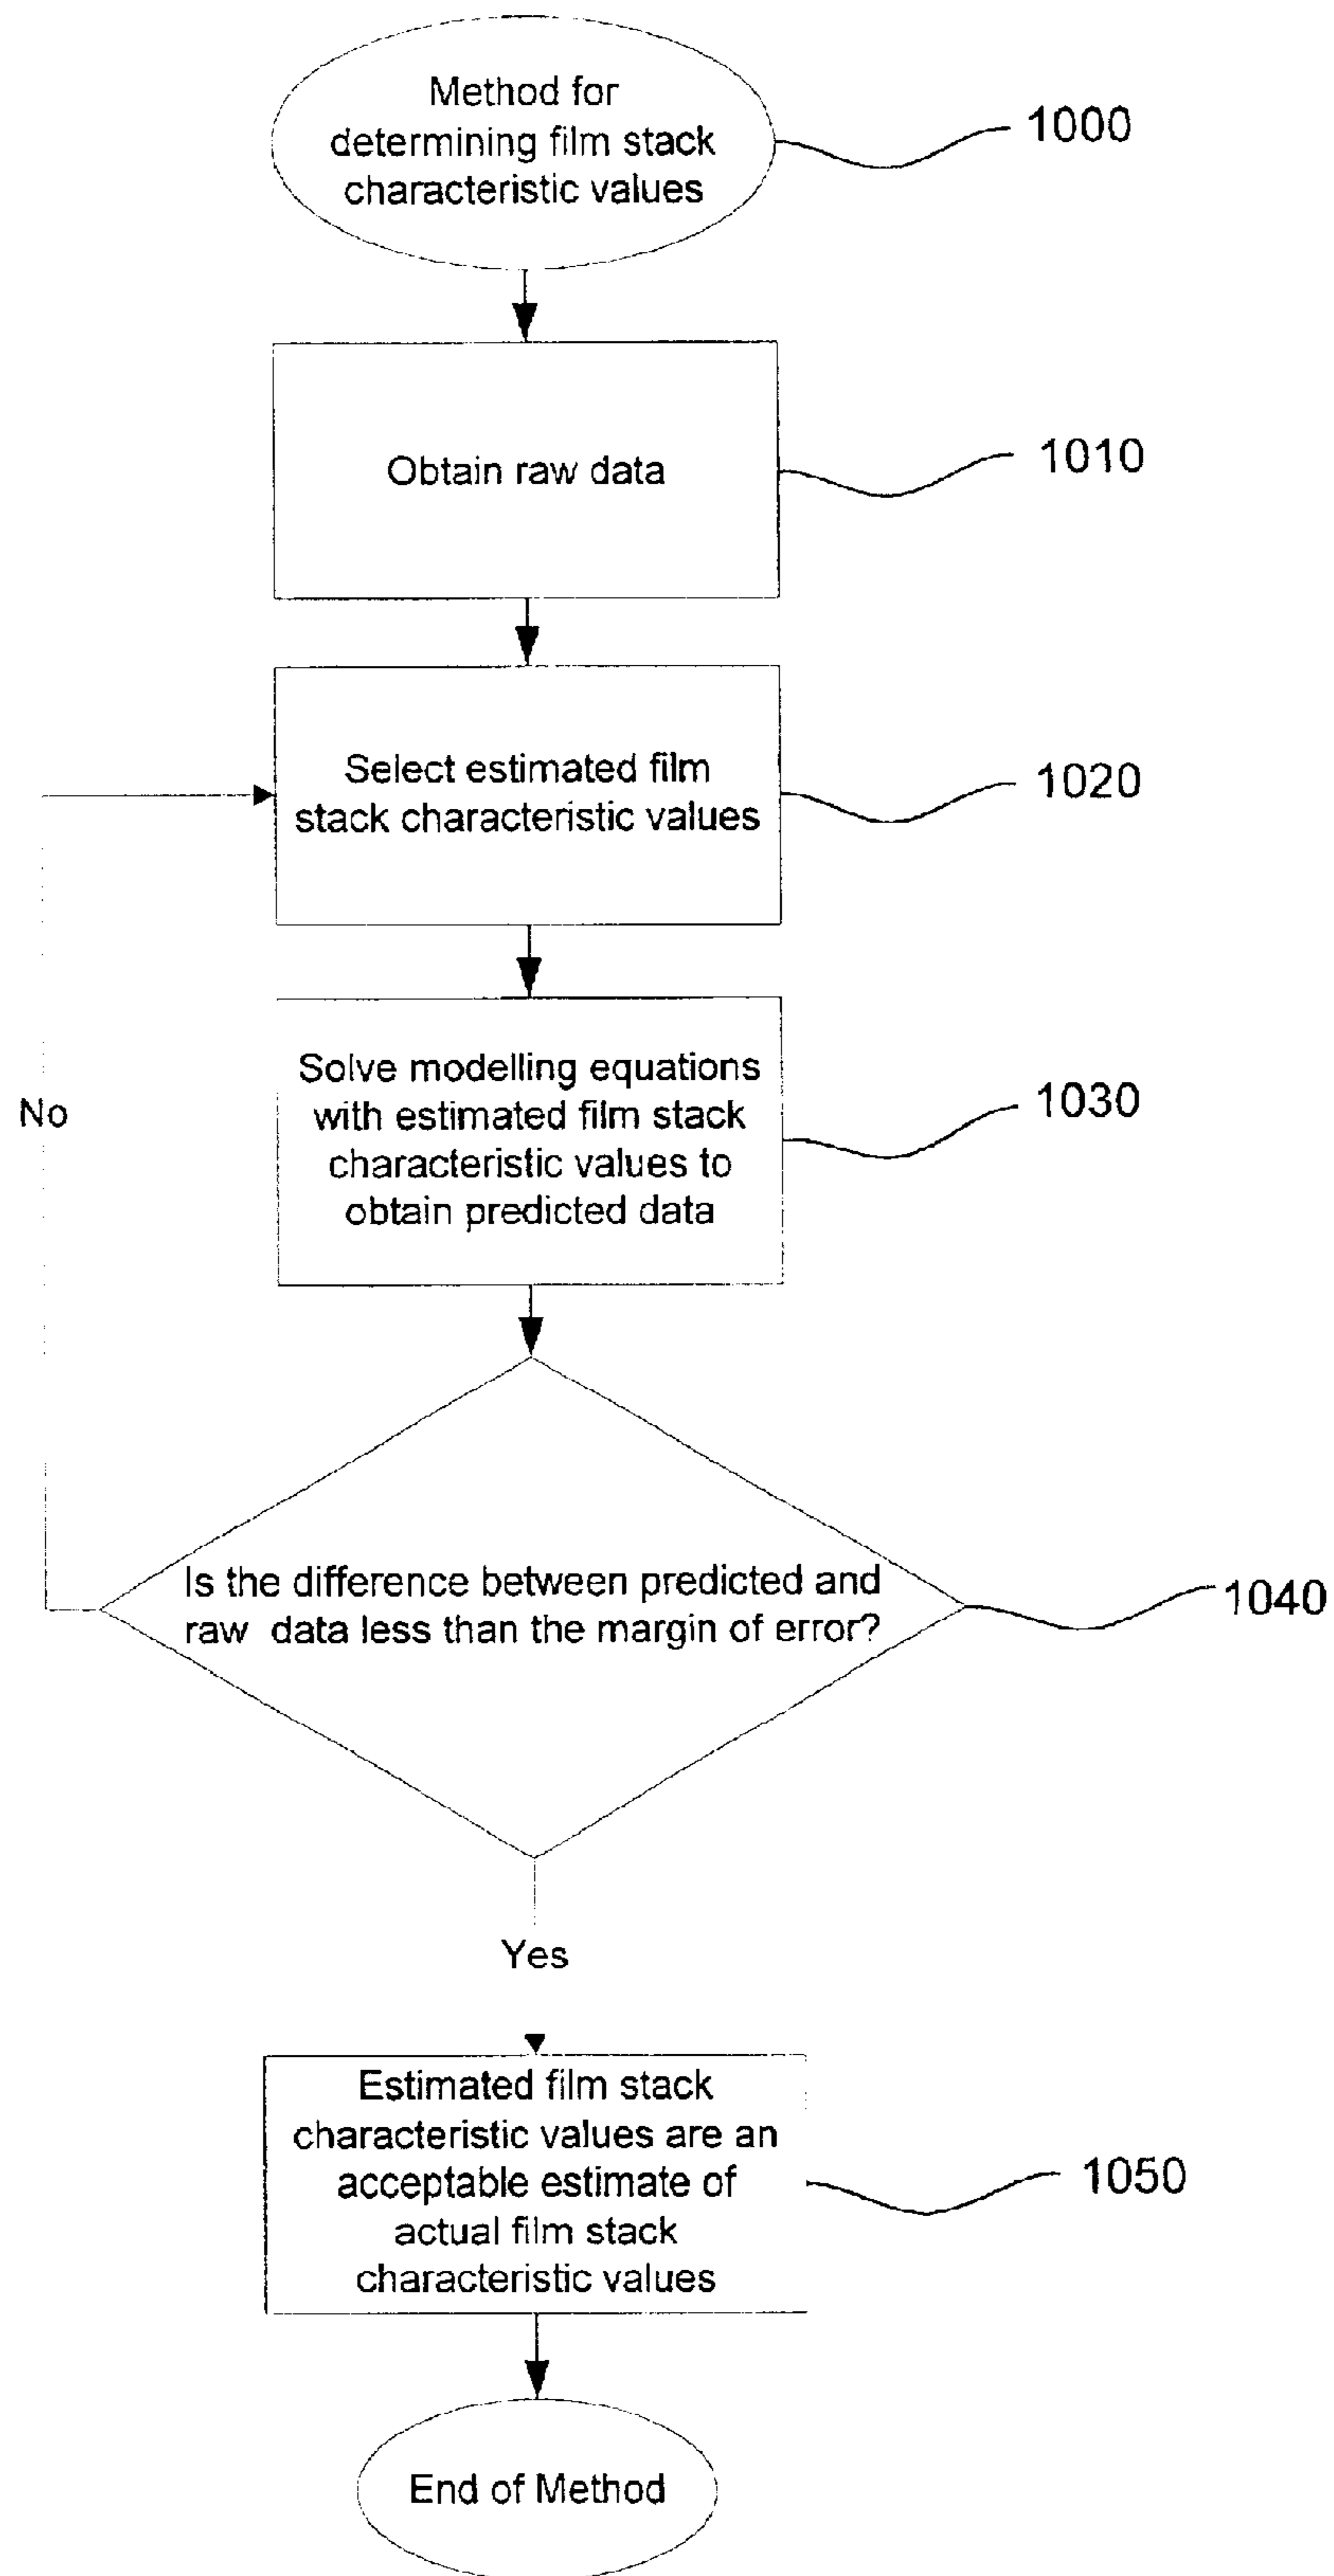 Method for
determining film stack
characteristic values
1000
Obtain raw data
1010
Select estimated film
stack characteristic values
1020
Solve modelling equations
with estimated film stack
characteristic values to
obtain predicted data
1030
No
Is the difference between predicted and
raw data less than the margin of error?
1040
Yes
Estimated film stack
characteristic values are an
acceptable estimate of
actual film stack
characteristic values
1050
End of Method